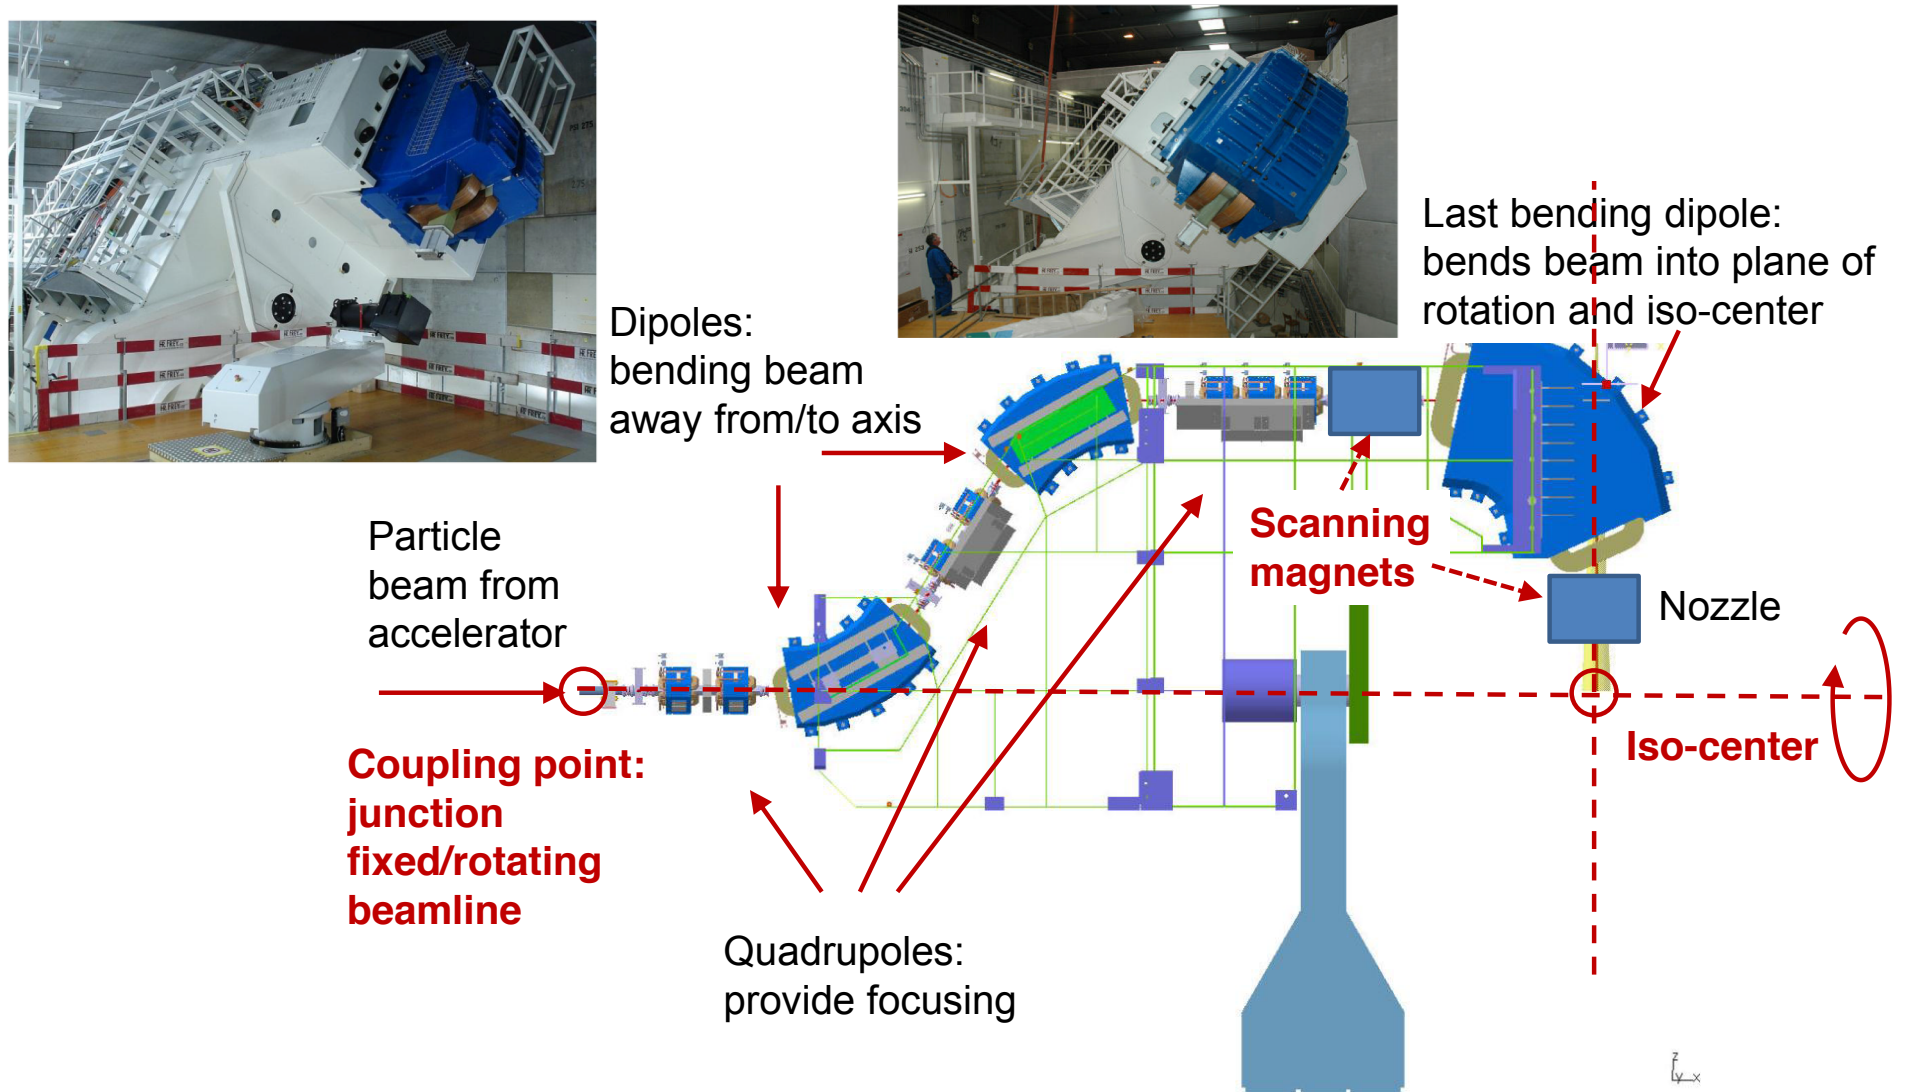 Last bending dipole:
bends beam into plane of
rotation and iso-center
Dipoles:
bending beam
away from/to axis
Particle
beam from
accelerator
Scanning
magnets
Nozzle
Iso-center
Coupling point:
junction
fixed/rotating
beamline
Quadrupoles:
provide focusing
z
y x